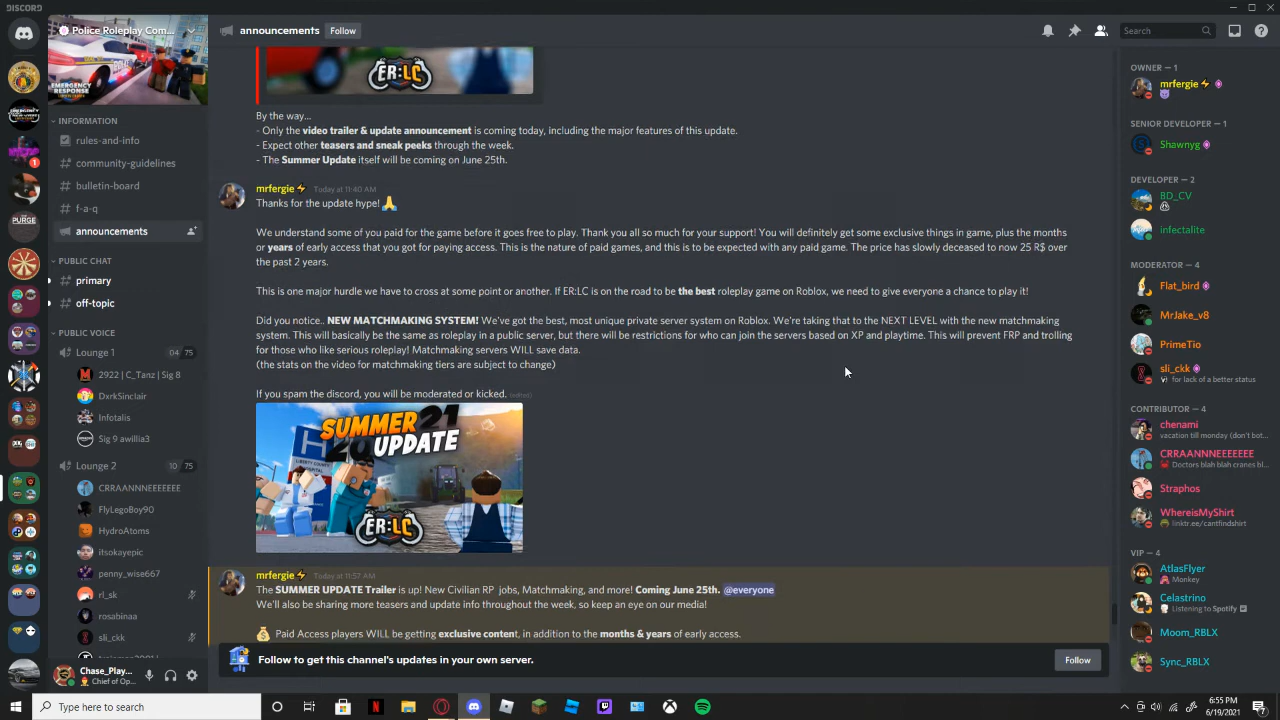 DISCORD
Police Roleplay Com...
EMERGENCY
RESPONSE
INFORMATION
rules-and-info
community-guidelines
bulletin-board
f-a-q
announcements
PUBLIC CHAT
primary
off-topic
PUBLIC VOICE
Lounge 1
04 75
2922 | C_Tanz | Sig 8
DxrkSinclair
Infotalis
Sig 9 awillia3
Lounge 2
10 75
CRRAANNNEEEEEE
FlyLegoBoy90
HydroAtoms
itsokayepic
penny_wise667
rl_sk
rosabinaa
sli_ckk
Chase_Play...
Chief of Op...
THE
PURGE
1
announcements
Follow
Search
ER:LC
By the way...
- Only the video trailer & update announcement is coming today, including the major features of this update.
- Expect other teasers and sneak peeks through the week.
- The Summer Update itself will be coming on June 25th.
mrfergie Today at 11:40 AM
Thanks for the update hype!
We understand some of you paid for the game before it goes free to play. Thank you all so much for your support! You will definitely get some exclusive things in game, plus the months
or years of early access that you got for paying access. This is the nature of paid games, and this is to be expected with any paid game. The price has slowly deceased to now 25 R$ over
the past 2 years.
This is one major hurdle we have to cross at some point or another. If ER:LC is on the road to be the best roleplay game on Roblox, we need to give everyone a chance to play it!
Did you notice.. NEW MATCHMAKING SYSTEM! We've got the best, most unique private server system on Roblox. We're taking that to the NEXT LEVEL with the new matchmaking
system. This will basically be the same as roleplay in a public server, but there will be restrictions for who can join the servers based on XP and playtime. This will prevent FRP and trolling
for those who like serious roleplay! Matchmaking servers WILL save data.
(the stats on the video for matchmaking tiers are subject to change)
If you spam the discord, you will be moderated or kicked. (edited)
SUMMER 21
20 UPDATE
H
LIBERTY COUNTY
HOSPITAL
ER:LC
mrfergie Today at 11:57 AM
The SUMMER UPDATE Trailer is up! New Civilian RP jobs, Matchmaking, and more! Coming June 25th. @everyone
We'll also be sharing more teasers and update info throughout the week, so keep an eye on our media!
Paid Access players WILL be getting exclusive content, in addition to the months & years of early access.
Follow to get this channel's updates in your own server.
Follow
OWNER — 1
mrfergie
SENIOR DEVELOPER — 1
Shawnyg
DEVELOPER — 2
BD_CV
infectalite
MODERATOR — 4
Flat_bird
MrJake_v8
PrimeTio
sli_ckk
for lack of a better status
CONTRIBUTOR — 4
chenami
vacation till monday (don't bot...
CRRAANNNEEEEEEE
Doctors blah blah cranes bl...
Straphos
WhereisMyShirt
linktr.ee/cantfindshirt
VIP — 4
AtlasFlyer
Monkey
Celastrino
Listening to Spotify
Moom_RBLX
Sync_RBLX
Type here to search
6:55 PM
6/19/2021